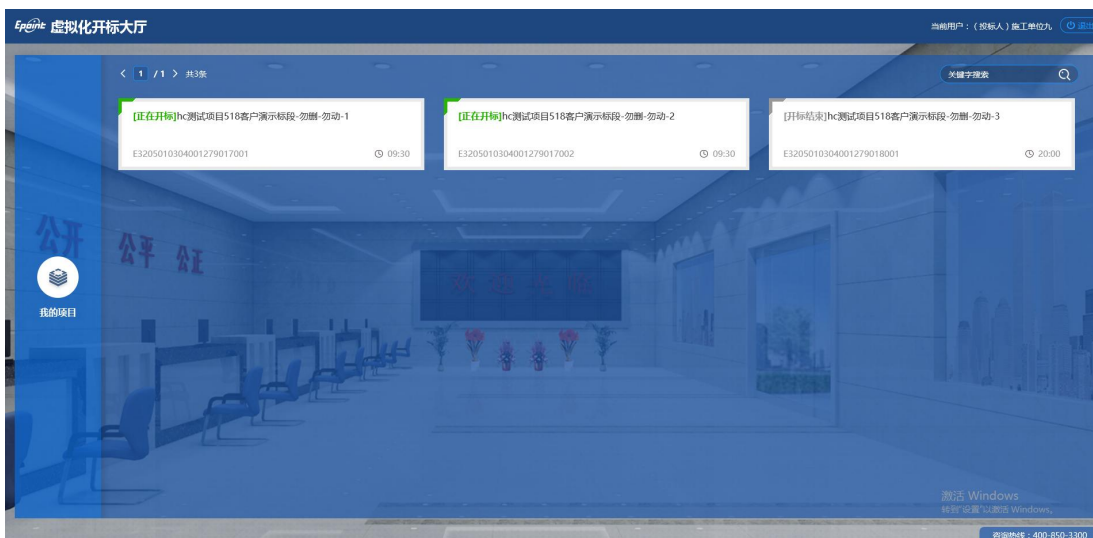 Epoint 虚拟化开标大厅
当前用户：（投标人）施工单位九 退出
1 / 1 共3条
关键字搜索
[正在开标]hc测试项目518客户演示标段-勿删-勿动-1
E3205010304001279017001 09:30
[正在开标]hc测试项目518客户演示标段-勿删-勿动-2
E3205010304001279017002 09:30
[开标结束]hc测试项目518客户演示标段-勿删-勿动-3
E3205010304001279018001 20:00
公开 公平 公正
欢迎光临
我的项目
激活 Windows
转到"设置"以激活 Windows。
咨询热线：400-850-3300